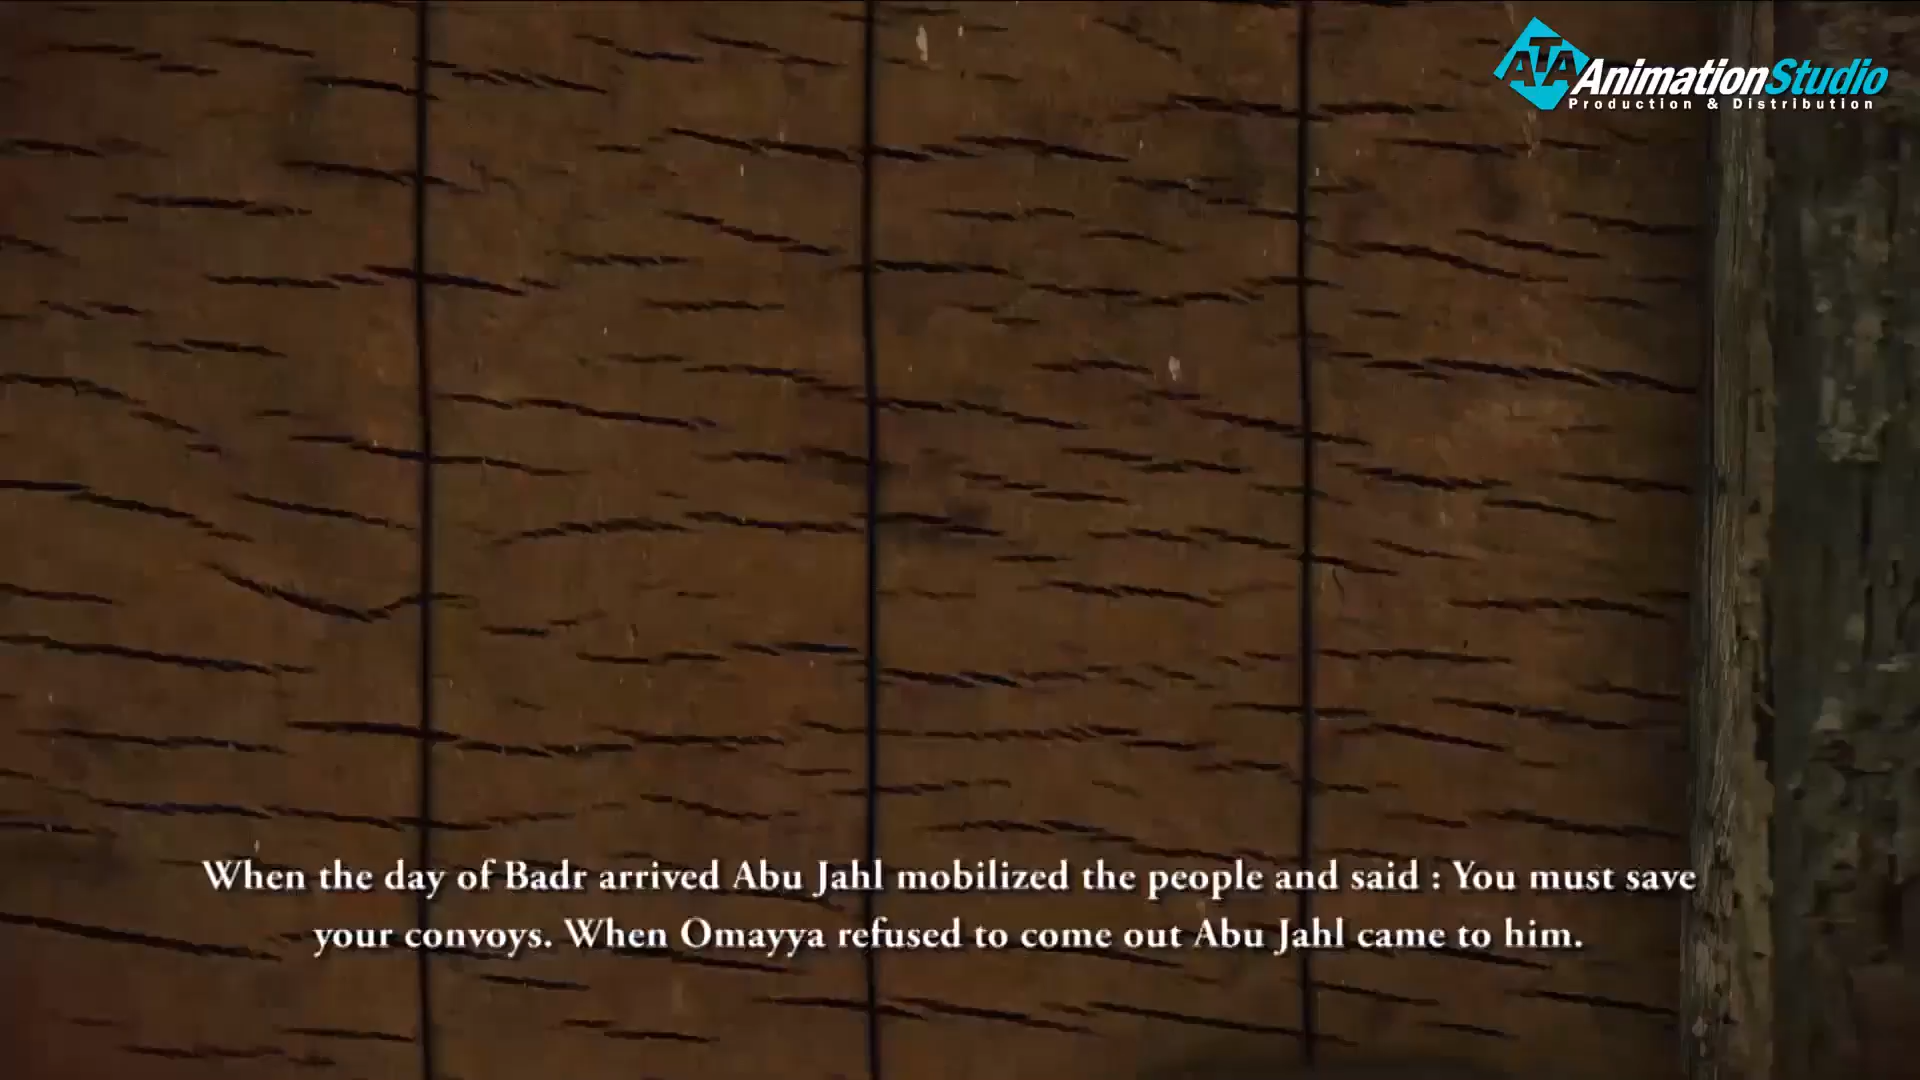 ATA AnimationStudio
Production & Distribution
When the day of Badr arrived Abu Jahl mobilized the people and said : You must save
your convoys. When Omayya refused to come out Abu Jahl came to him.